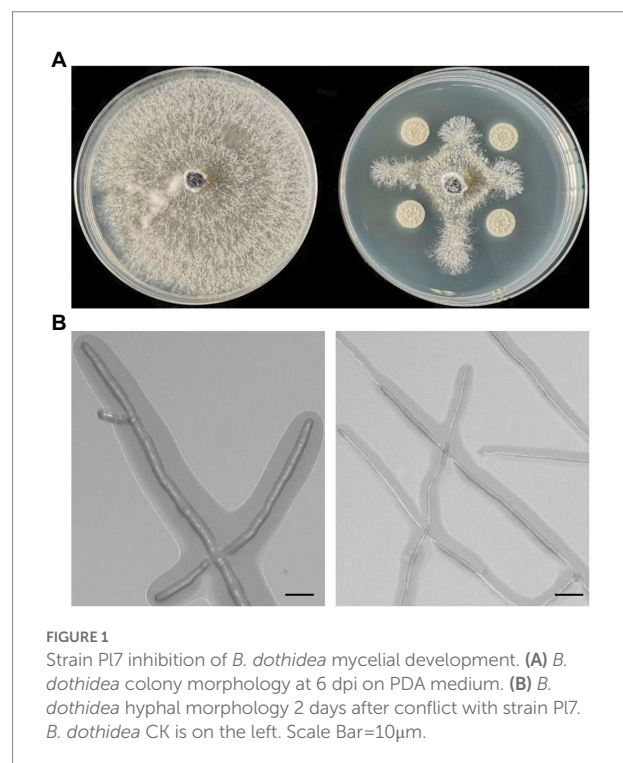 A
B
FIGURE 1
Strain Pl7 inhibition of B. dothidea mycelial development. (A) B.
dothidea colony morphology at 6 dpi on PDA medium. (B) B.
dothidea hyphal morphology 2 days after conflict with strain Pl7.
B. dothidea CK is on the left. Scale Bar=10μm.